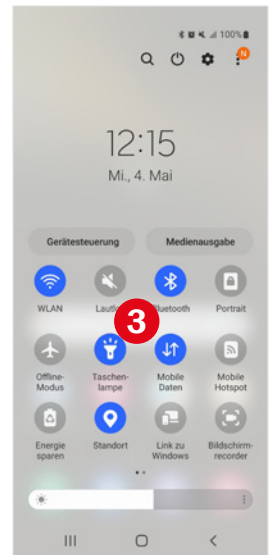 100%
N
12:15
Mi., 4. Mai
Gerätesteuerung Medienausgabe
WLAN Lautlos Bluetooth Portrait
3
Offline-
Modus
Taschen-
lampe
Mobile
Daten
Mobile
Hotspot
Energie
sparen
Standort
Link zu
Windows
Bildschirm-
recorder